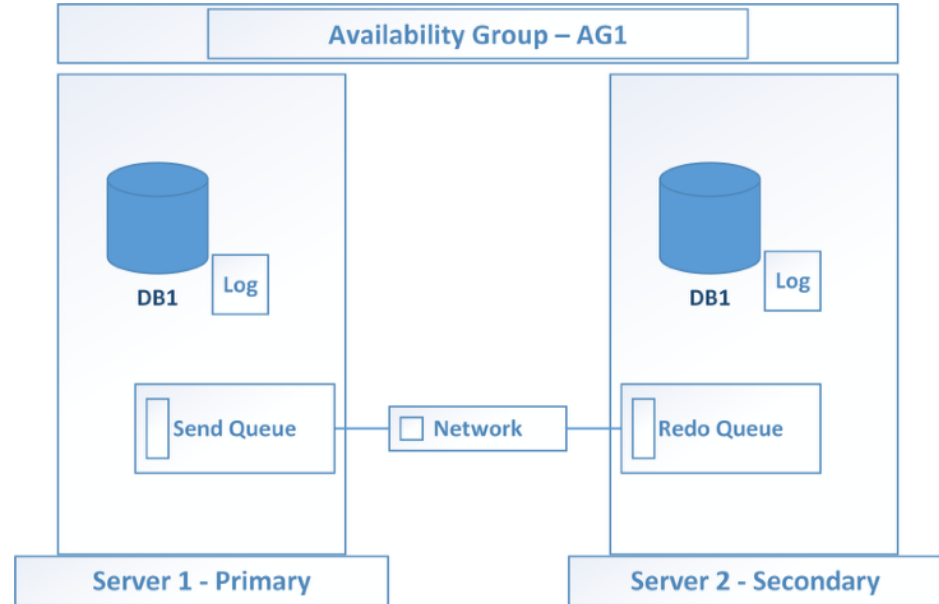 Availability Group – AG1
DB1
Log
DB1
Log
Send Queue
Network
Redo Queue
Server 1 - Primary
Server 2 - Secondary